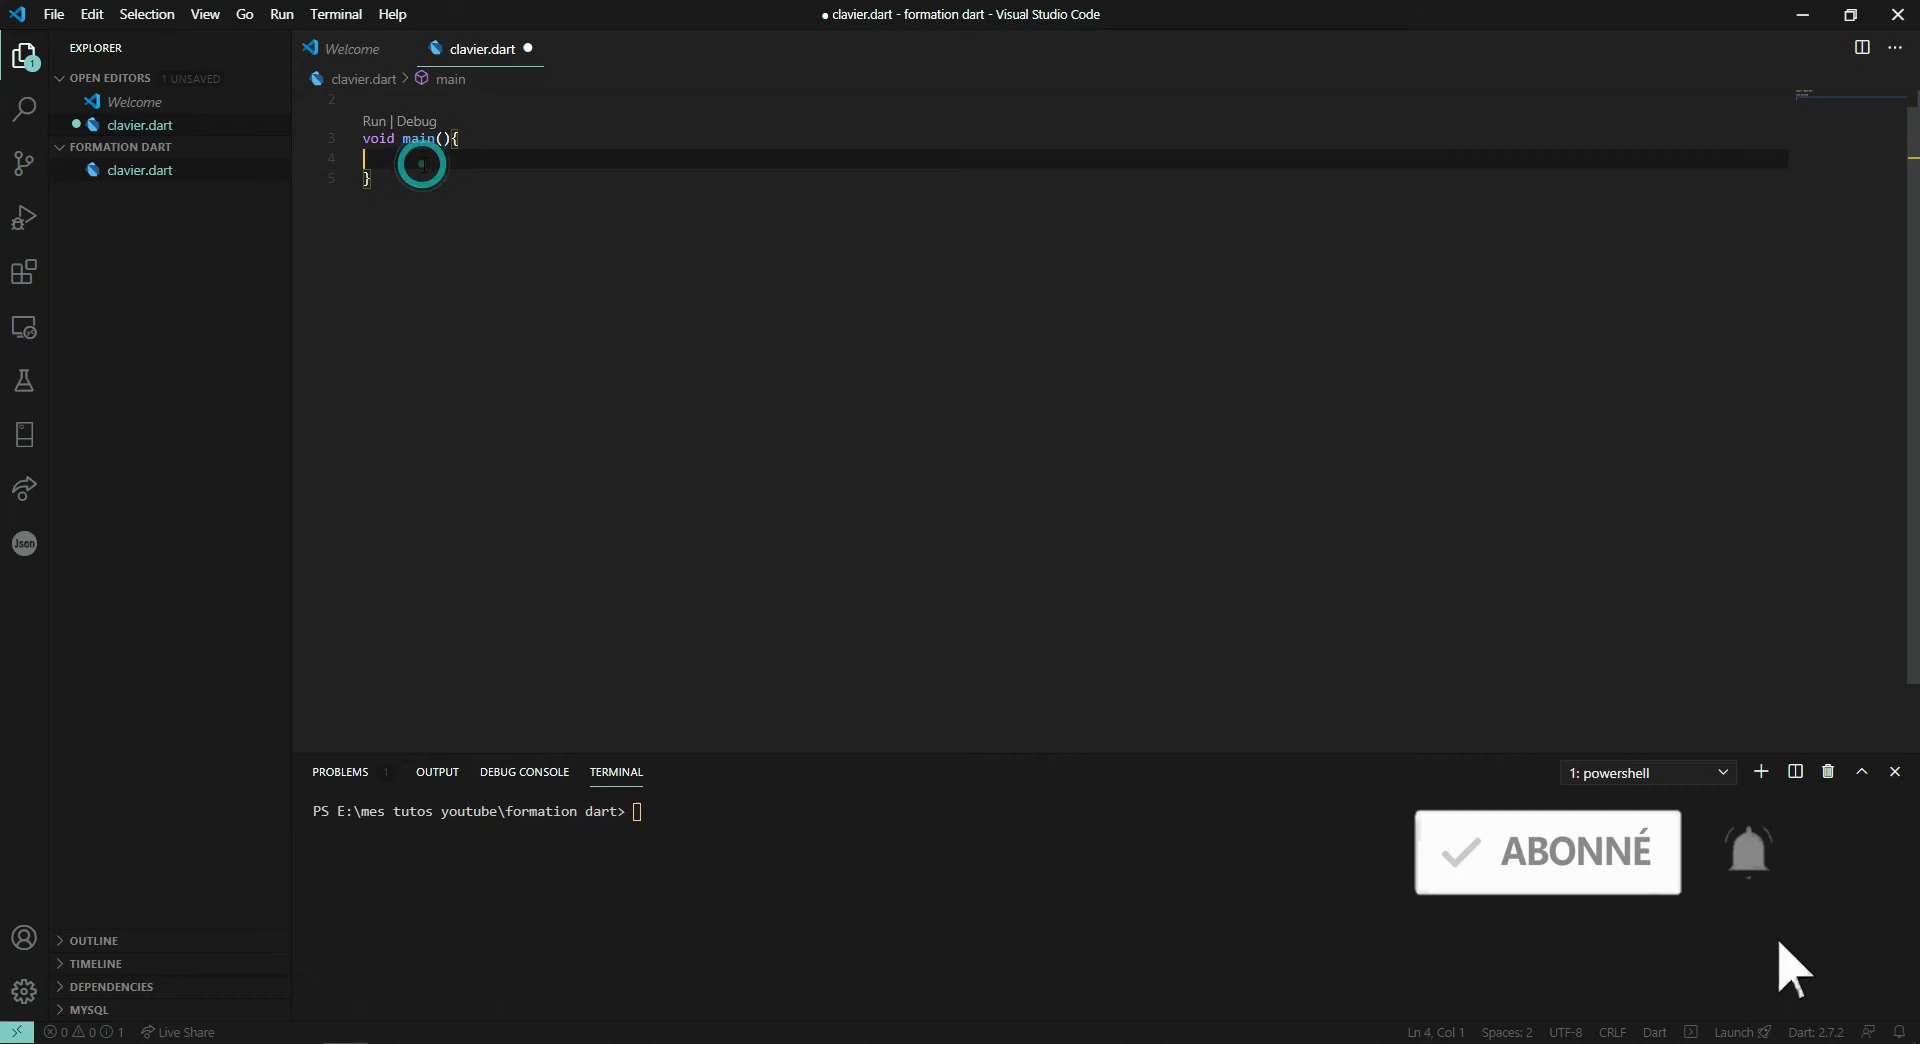 File Edit Selection View Go Run Terminal Help
● clavier.dart - formation dart - Visual Studio Code
EXPLORER
OPEN EDITORS 1 UNSAVED
Welcome
clavier.dart
FORMATION DART
clavier.dart
OUTLINE
TIMELINE
DEPENDENCIES
MYSQL
1
Json
Welcome
clavier.dart ●
clavier.dart > main
2
Run | Debug
3 void main(){
4
5 }
PROBLEMS 1 OUTPUT DEBUG CONSOLE TERMINAL
1: powershell
PS E:\mes tutos youtube\formation dart>
ABONNÉ
0 0 1 Live Share
Ln 4, Col 1 Spaces: 2 UTF-8 CRLF Dart Launch Dart: 2.7.2